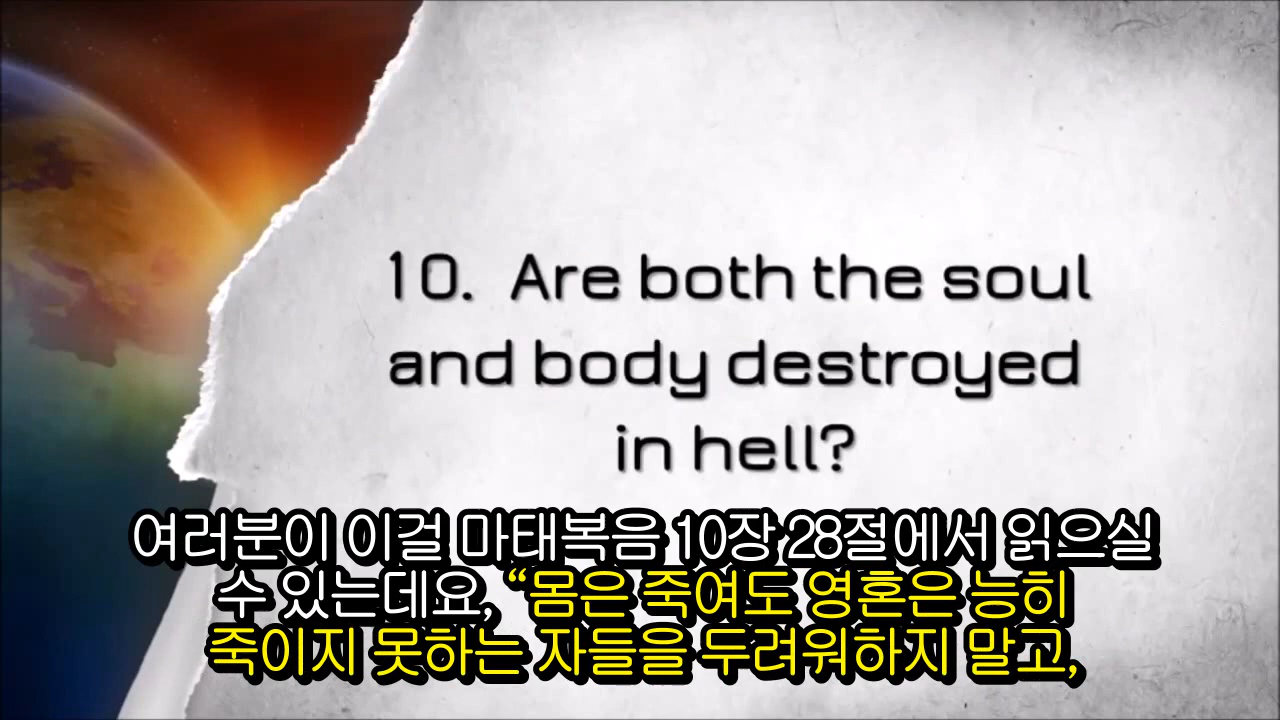 10. Are both the soul
and body destroyed
in hell?
여러분이 이걸 마태복음 10장 28절에서 읽으실
수 있는데요, “몸은 죽여도 영혼은 능히
죽이지 못하는 자들을 두려워하지 말고,